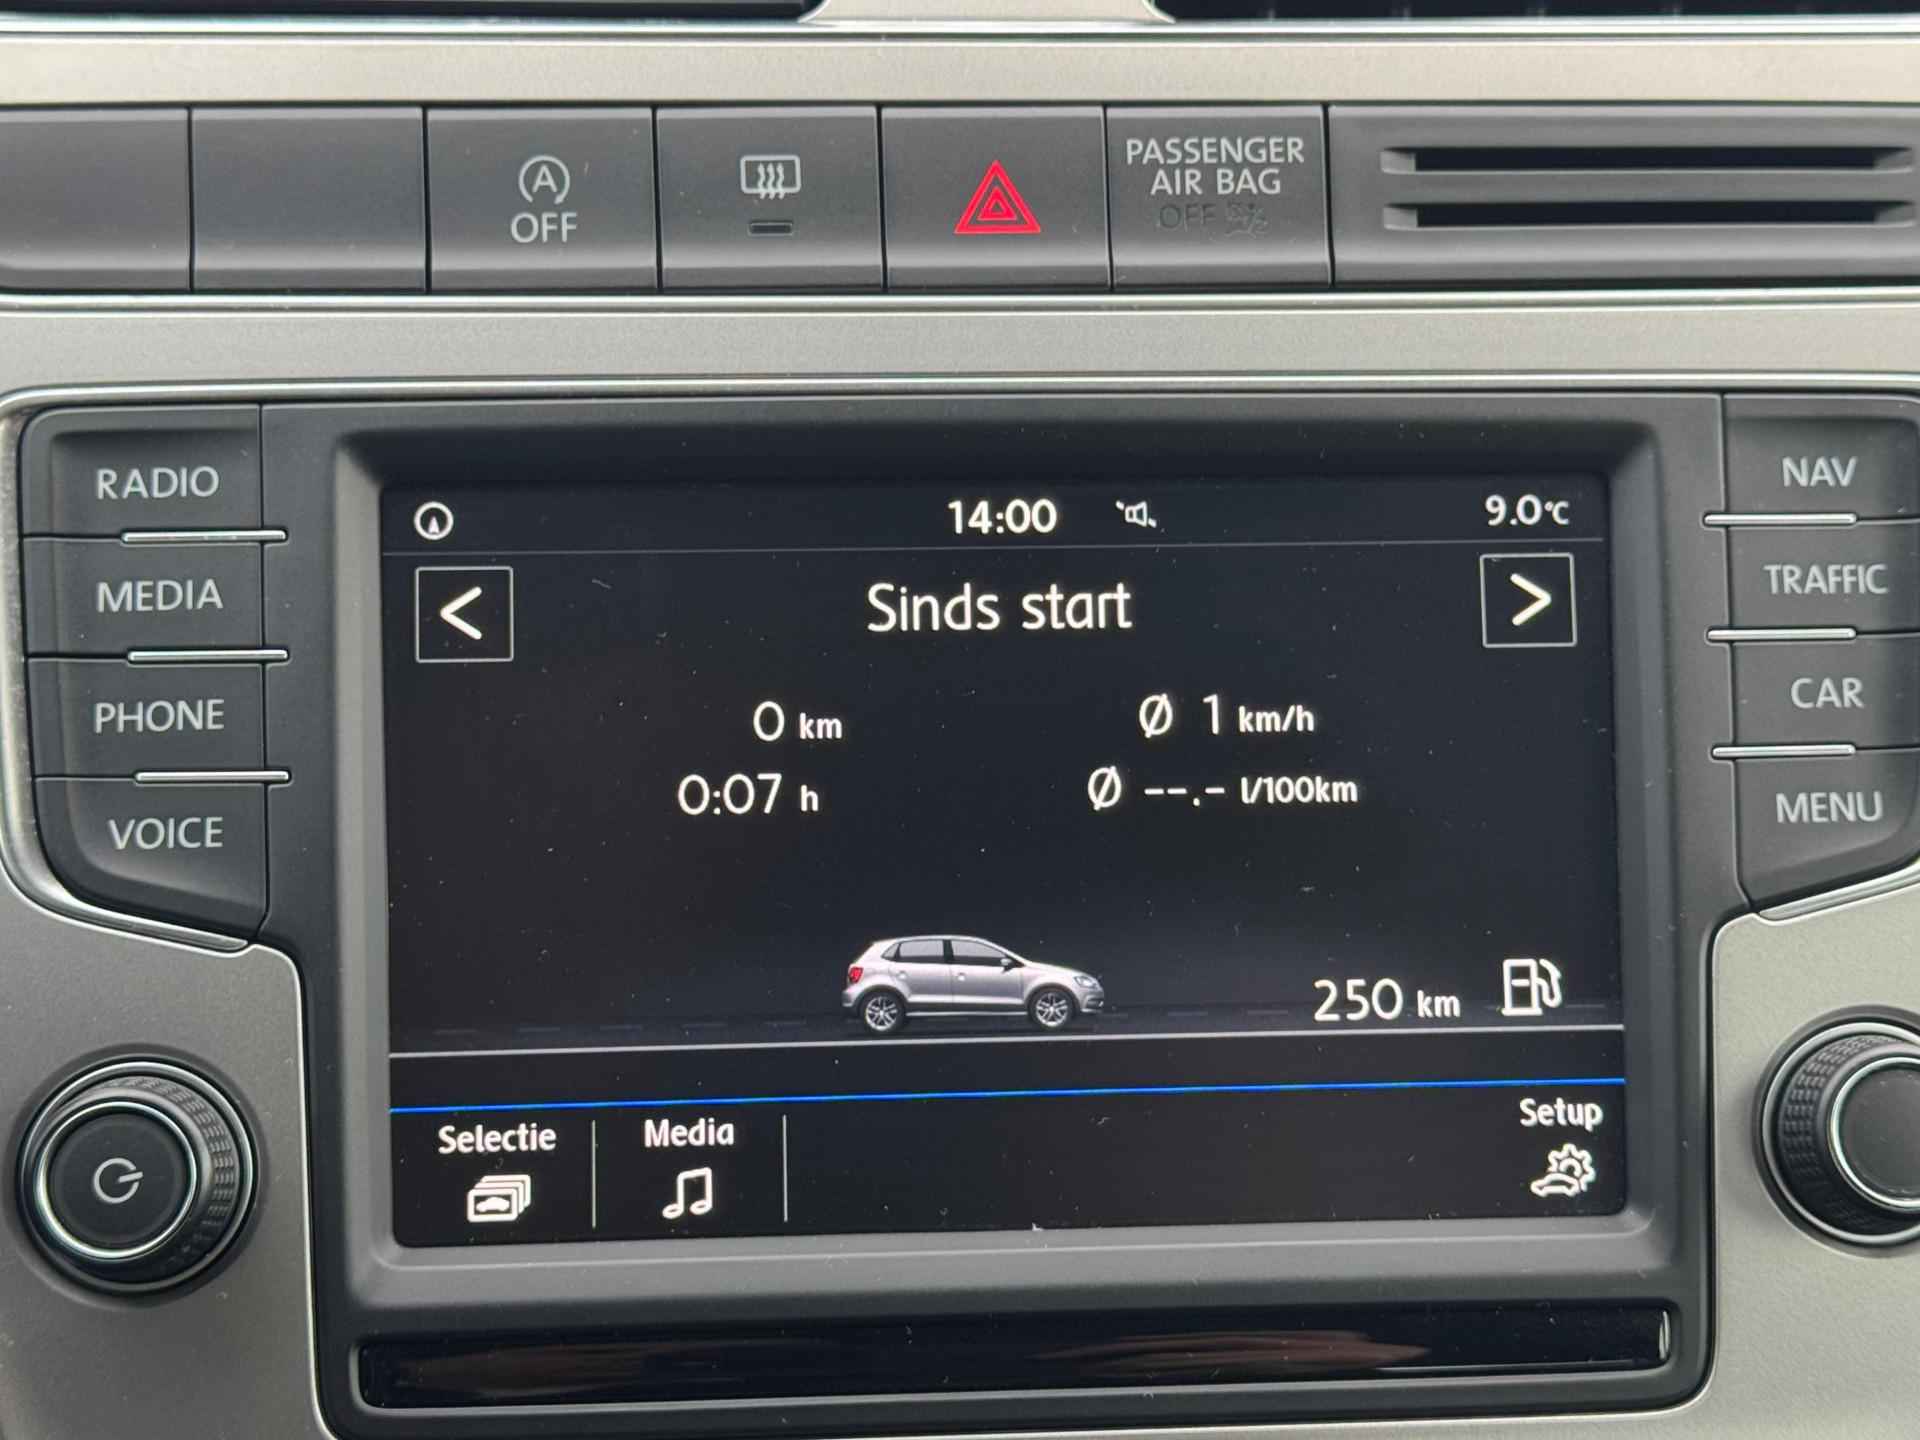 A
OFF
PASSENGER
AIR BAG
OFF
RADIO
MEDIA
PHONE
VOICE
14:00
9.0°C
< Sinds start >
0 km
Ø 1 km/h
0:07 h
Ø --.- l/100km
250 km
Selectie
Media
Setup
NAV
TRAFFIC
CAR
MENU